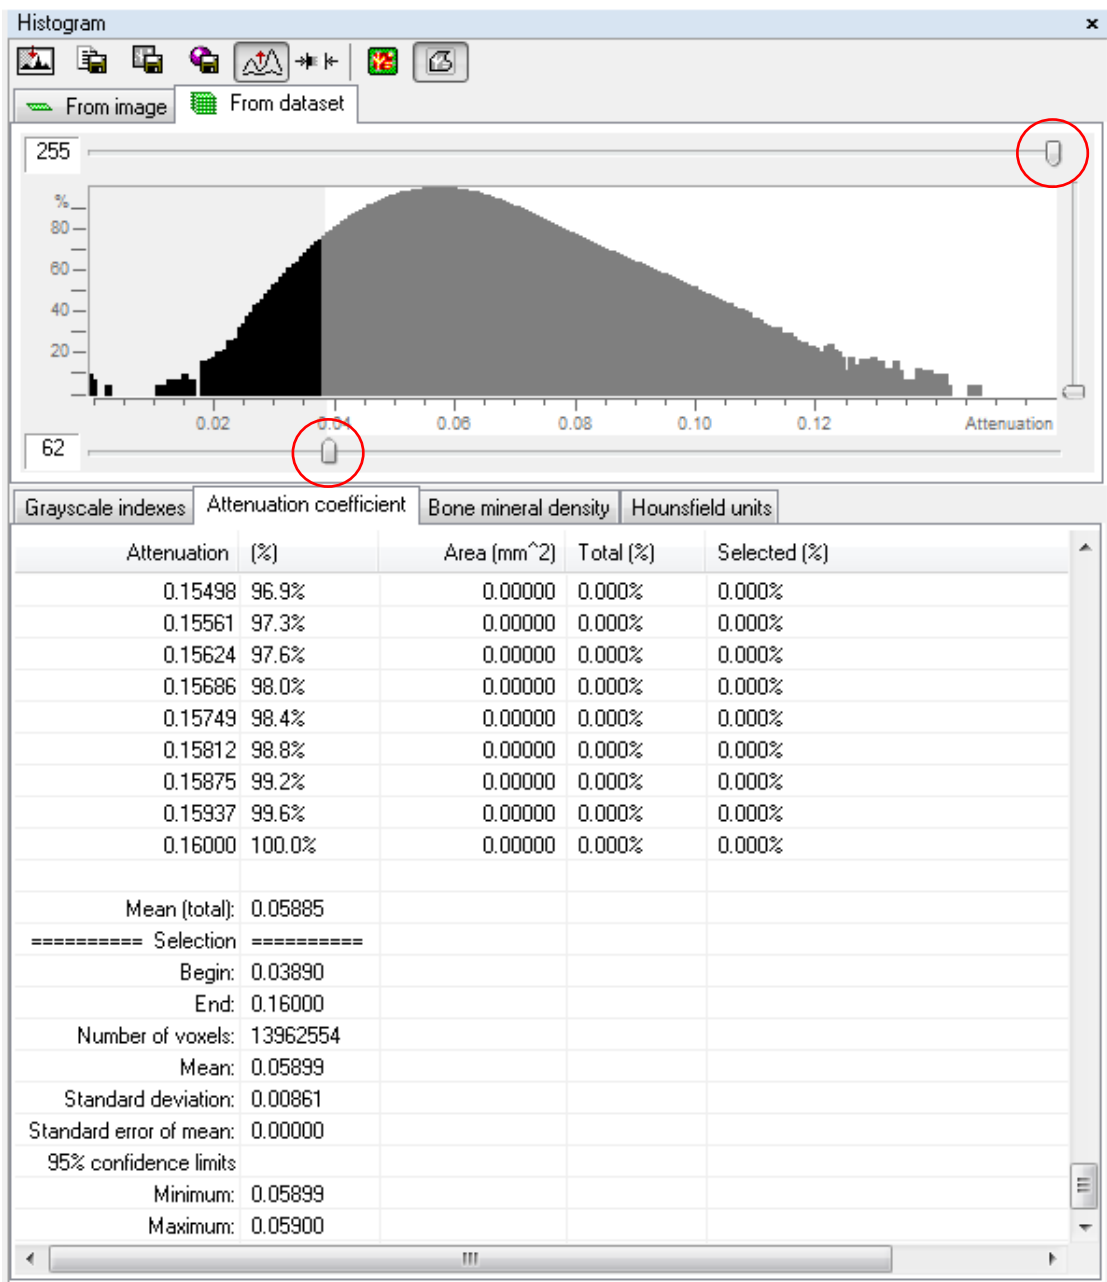 Histogram
From image From dataset
255
%
80
60
40
20
0.02 0.04 0.06 0.08 0.10 0.12 Attenuation
62
Grayscale indexes Attenuation coefficient Bone mineral density Hounsfield units
Attenuation (%) Area (mm^2) Total (%) Selected (%)
0.15498 96.9% 0.00000 0.000% 0.000%
0.15561 97.3% 0.00000 0.000% 0.000%
0.15624 97.6% 0.00000 0.000% 0.000%
0.15686 98.0% 0.00000 0.000% 0.000%
0.15749 98.4% 0.00000 0.000% 0.000%
0.15812 98.8% 0.00000 0.000% 0.000%
0.15875 99.2% 0.00000 0.000% 0.000%
0.15937 99.6% 0.00000 0.000% 0.000%
0.16000 100.0% 0.00000 0.000% 0.000%
Mean (total): 0.05885
========== Selection ==========
Begin: 0.03890
End: 0.16000
Number of voxels: 13962554
Mean: 0.05899
Standard deviation: 0.00861
Standard error of mean: 0.00000
95% confidence limits
Minimum: 0.05899
Maximum: 0.05900